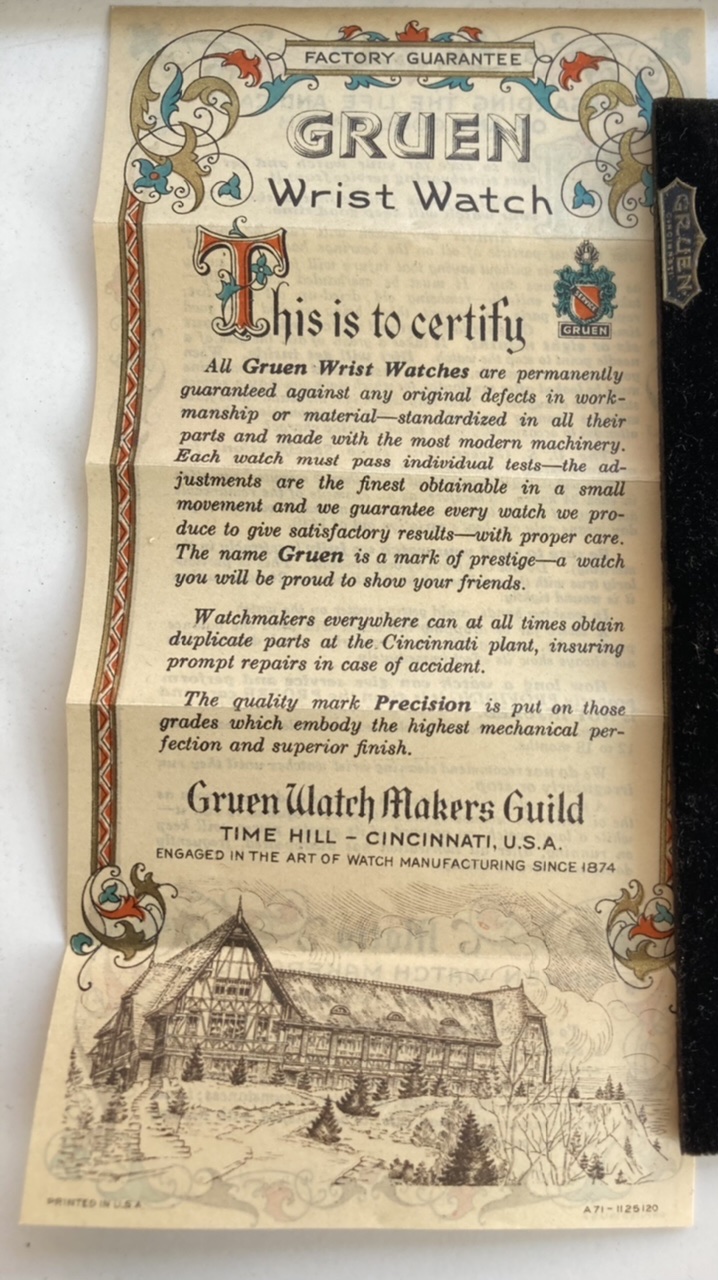 FACTORY GUARANTEE
GRUEN
Wrist Watch
This is to certify
SERVICE
GRUEN
All Gruen Wrist Watches are permanently
guaranteed against any original defects in work-
manship or material—standardized in all their
parts and made with the most modern machinery.
Each watch must pass individual tests—the ad-
justments are the finest obtainable in a small
movement and we guarantee every watch we pro-
duce to give satisfactory results—with proper care.
The name Gruen is a mark of prestige—a watch
you will be proud to show your friends.
Watchmakers everywhere can at all times obtain
duplicate parts at the Cincinnati plant, insuring
prompt repairs in case of accident.
The quality mark Precision is put on those
grades which embody the highest mechanical per-
fection and superior finish.
Gruen Watch Makers Guild
TIME HILL – CINCINNATI, U.S.A.
ENGAGED IN THE ART OF WATCH MANUFACTURING SINCE 1874
PRINTED IN U.S.A
A 71 – 1125120
GRUEN
CINCINNATI